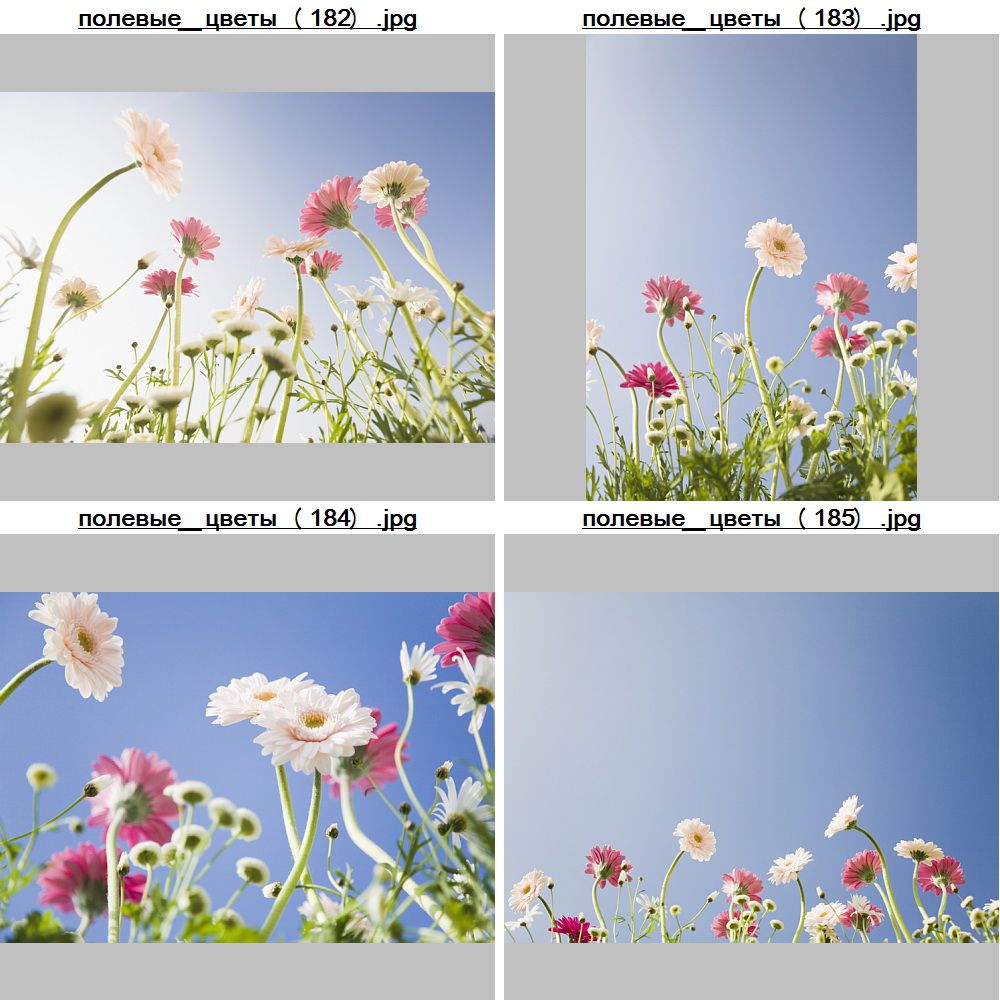 полевые__цветы ( 182) .jpg
полевые__цветы ( 183) .jpg
полевые__цветы ( 184) .jpg
полевые__цветы ( 185) .jpg